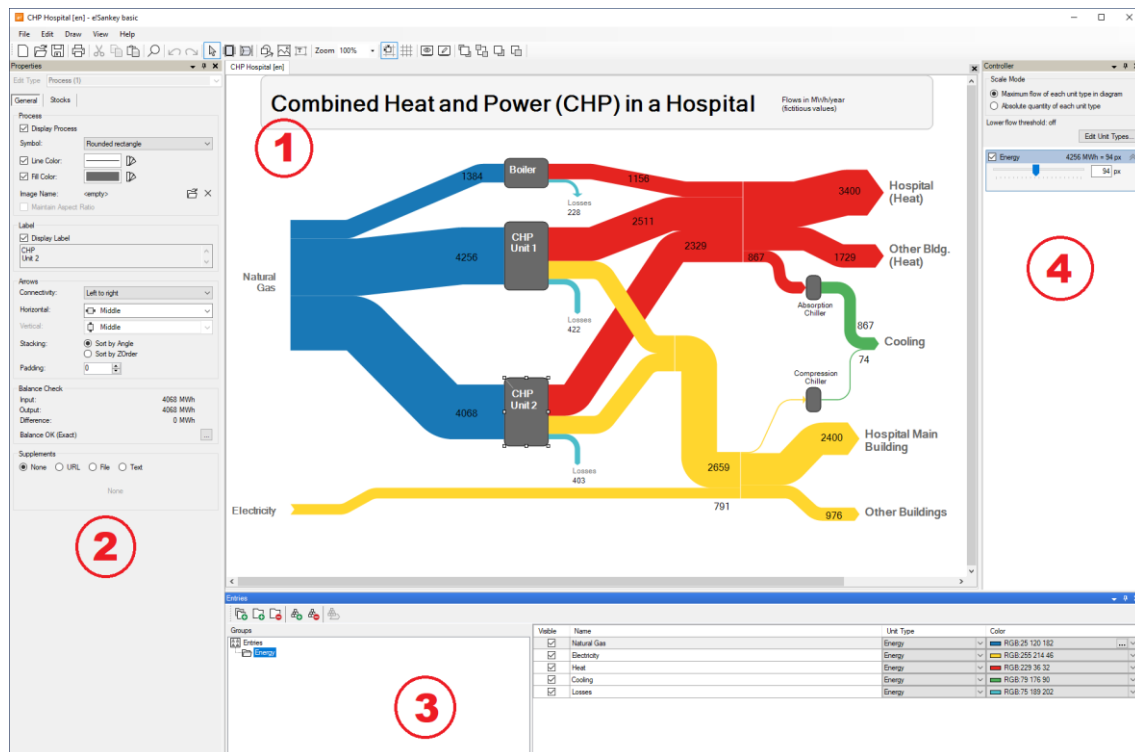 CHP Hospital [en] - e!Sankey basic
File Edit Draw View Help
Zoom 100%
Properties
Edit Type Process (1)
General Stocks
Process
Display Process
Symbol: Rounded rectangle
Line Color:
Fill Color:
Image Name: <empty>
Maintain Aspect Ratio
Label
Display Label
CHP
Unit 2
Arrows
Connectivity: Left to right
Horizontal: Middle
Vertical: Middle
Stacking: Sort by Angle
Sort by ZOrder
Padding: 0
Balance Check
Input: 4068 MWh
Output: 4068 MWh
Difference: 0 MWh
Balance OK (Exact) ...
Supplements
None URL File Text
None
2
CHP Hospital [en]
Combined Heat and Power (CHP) in a Hospital
Flows in MWh/year
(fictitious values)
1
Boiler
1384
1156
Losses
228
3400
Hospital
(Heat)
CHP
Unit 1
2511
4256
2329
Other Bldg.
(Heat)
1729
867
Natural
Gas
Absorption
Chiller
Losses
422
867
Cooling
74
Compression
Chiller
CHP
Unit 2
4068
2400
Hospital Main
Building
Losses
403
2659
Electricity
791
976
Other Buildings
Controller
Scale Mode
Maximum flow of each unit type in diagram
Absolute quantity of each unit type
Lower flow threshold: off
Edit Unit Types...
Energy 4256 MWh = 94 px
94 px
4
Entries
Groups
Entries
Energy
3
Visible Name Unit Type Color
Natural Gas Energy RGB:25 120 182 ...
Electricity Energy RGB:255 214 46
Heat Energy RGB:229 36 32
Cooling Energy RGB:79 176 90
Losses Energy RGB:75 189 202